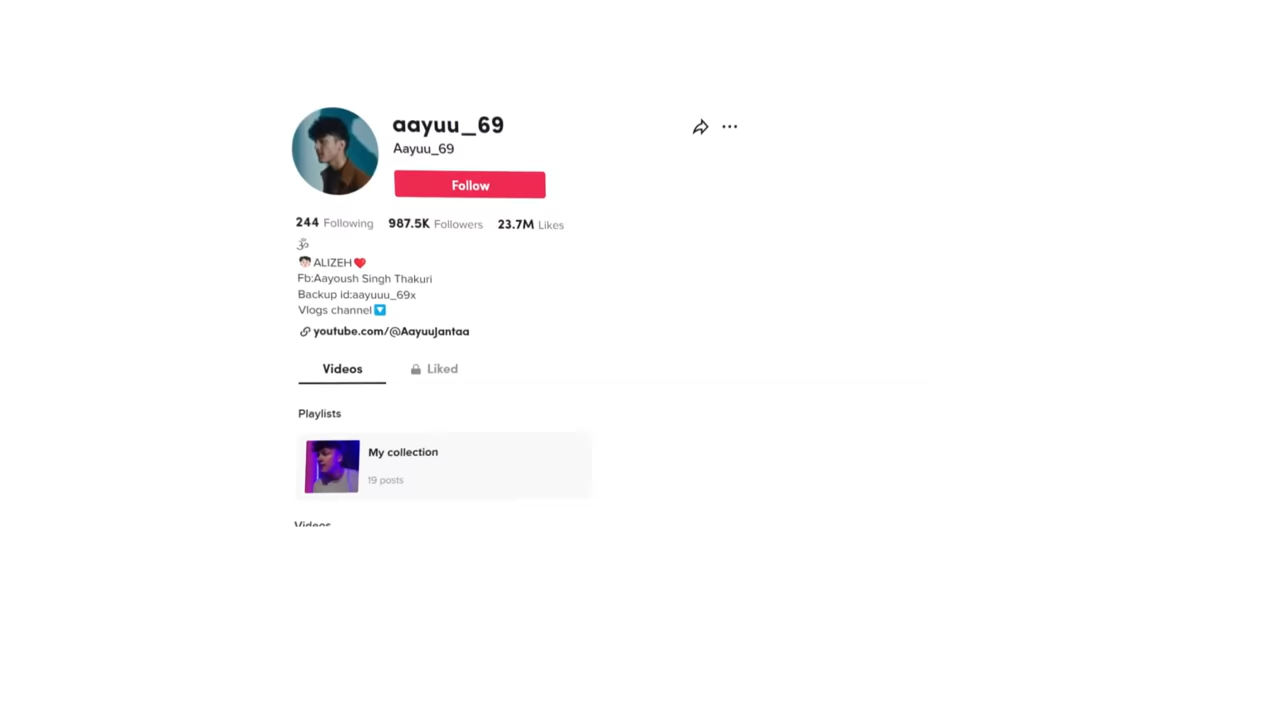 aayuu_69
Aayuu_69
Follow
244 Following 987.5K Followers 23.7M Likes
ॐ
👦🏻ALIZEH❤️
Fb:Aayoush Singh Thakuri
Backup id:aayuuu_69x
Vlogs channel🔽
youtube.com/@AayuuJantaa
Videos Liked
Playlists
My collection
19 posts
Videos